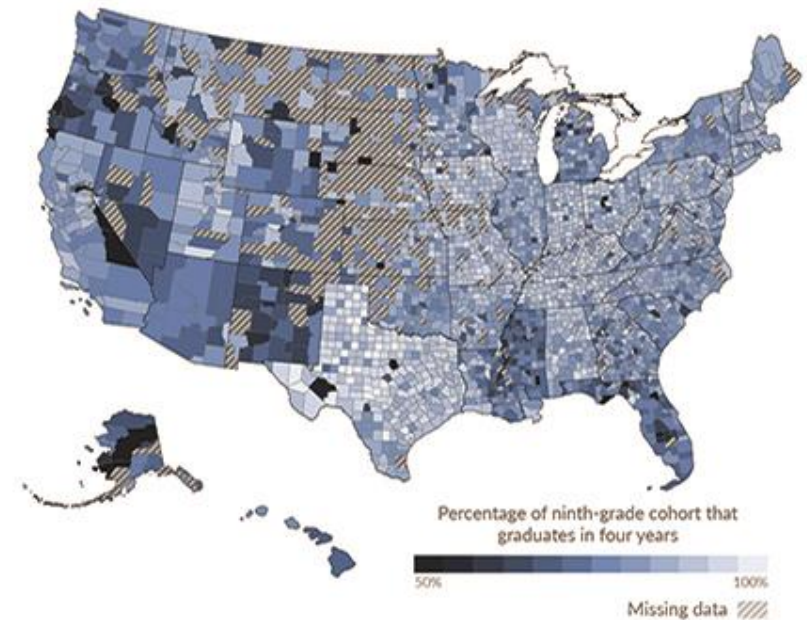 Percentage of ninth-grade cohort that
graduates in four years
50% 100%
Missing data